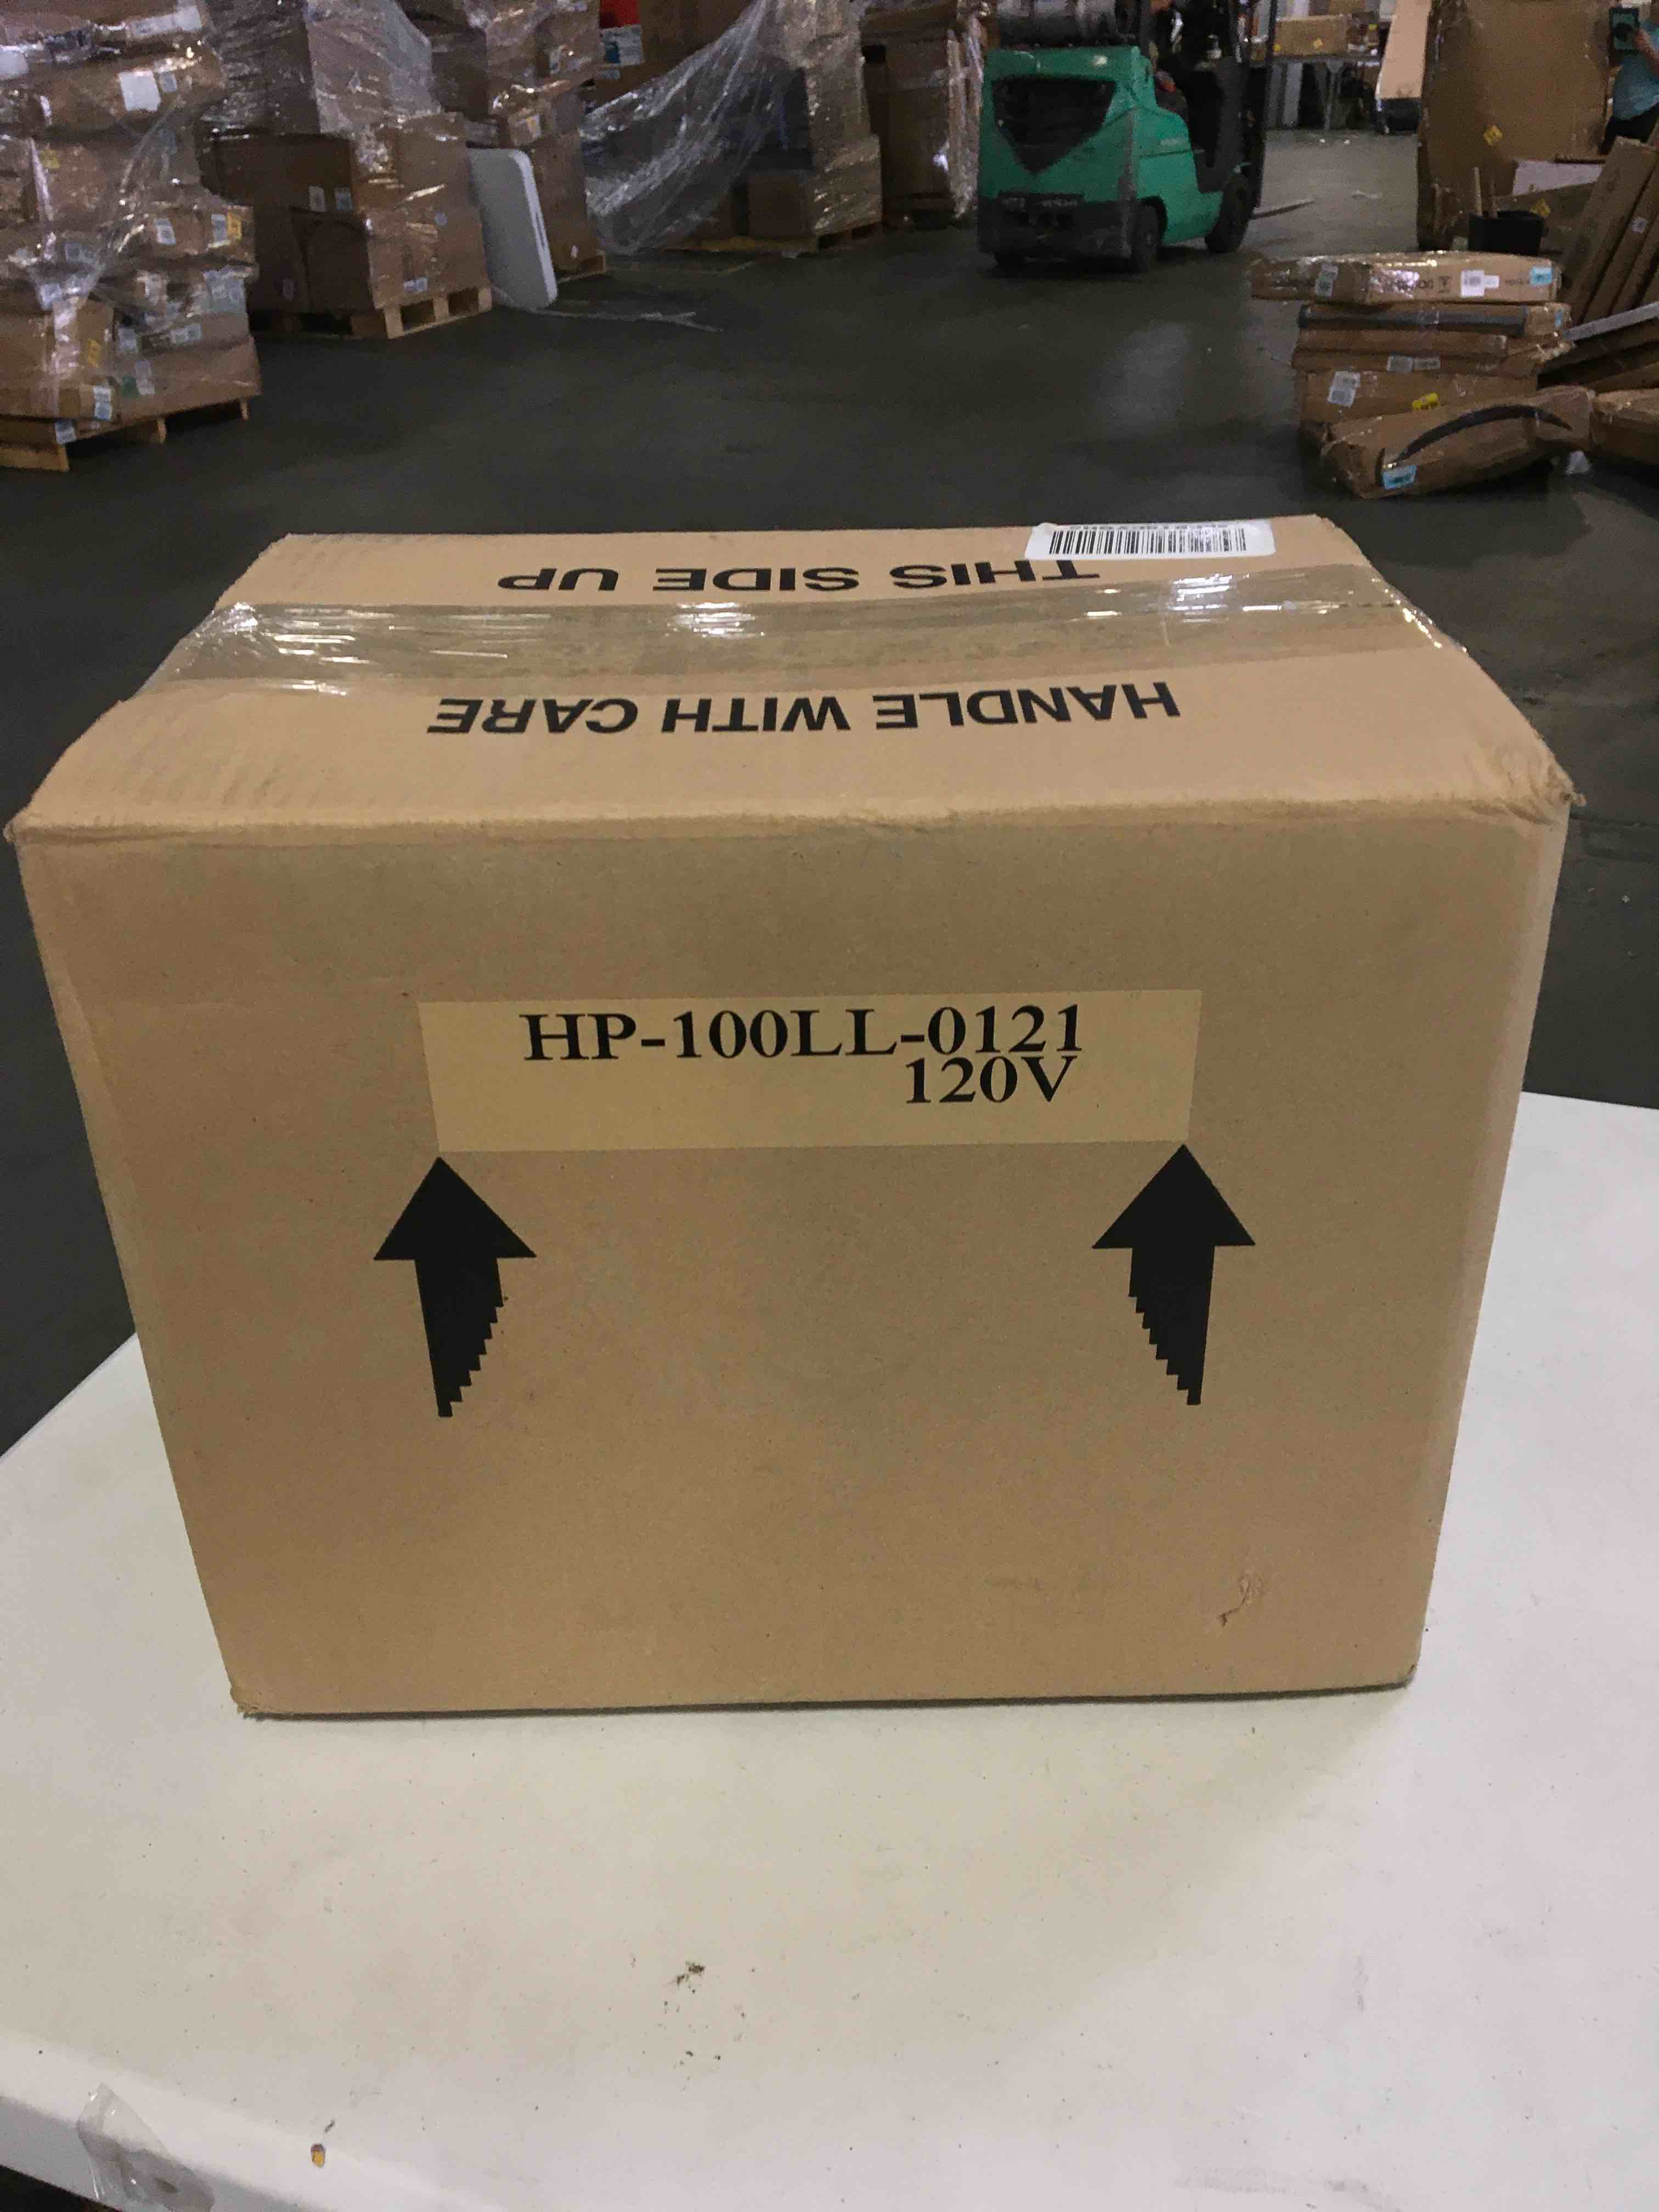 THIS SIDE UP
HANDLE WITH CARE
HP-100LL-0121
120V